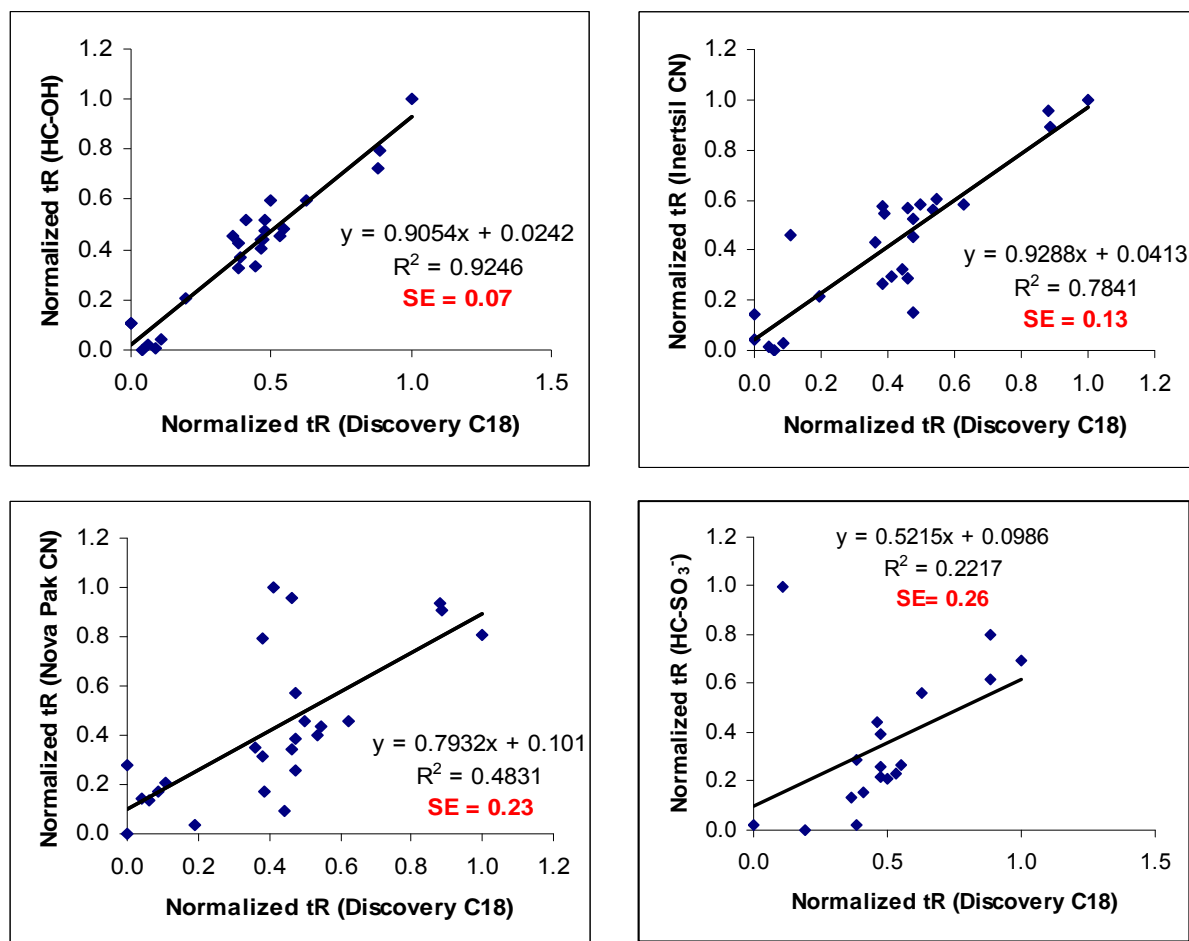 Normalized tR (HC-OH)
1.2
1.0
0.8
0.6
0.4
0.2
0.0
y = 0.9054x + 0.0242
R² = 0.9246
SE = 0.07
0.0 0.5 1.0 1.5
Normalized tR (Discovery C18)
Normalized tR (Inertsil CN)
1.2
1.0
0.8
0.6
0.4
0.2
0.0
y = 0.9288x + 0.0413
R² = 0.7841
SE = 0.13
0.0 0.2 0.4 0.6 0.8 1.0 1.2
Normalized tR (Discovery C18)
Normalized tR (Nova Pak CN)
1.2
1.0
0.8
0.6
0.4
0.2
0.0
y = 0.7932x + 0.101
R² = 0.4831
SE = 0.23
0.0 0.2 0.4 0.6 0.8 1.0 1.2
Normalized tR (Discovery C18)
Normalized tR (HC-SO₃⁻)
1.2
1.0
0.8
0.6
0.4
0.2
0.0
y = 0.5215x + 0.0986
R² = 0.2217
SE= 0.26
0.0 0.5 1.0 1.5
Normalized tR (Discovery C18)